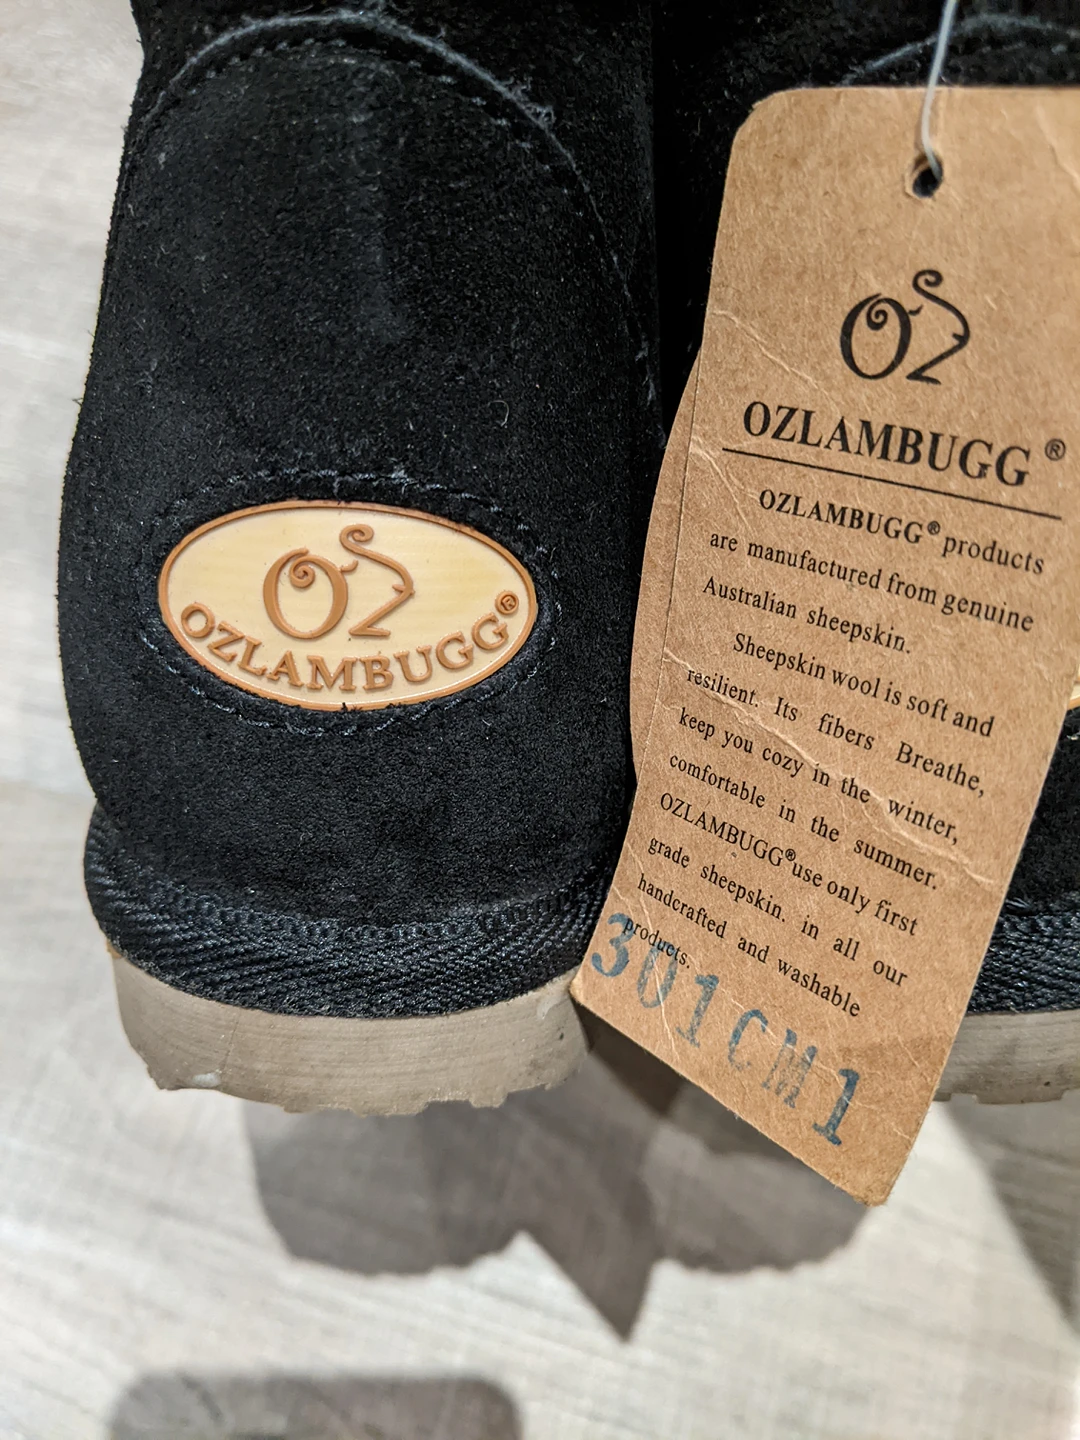 OZ
OZLAMBUGG®
OZ
OZLAMBUGG®
OZLAMBUGG® products
are manufactured from genuine
Australian sheepskin.
Sheepskin wool is soft and
resilient. Its fibers Breathe,
keep you cozy in the winter,
comfortable in the summer.
OZLAMBUGG® use only first
grade sheepskin. in all our
handcrafted and washable
products.
301CM1